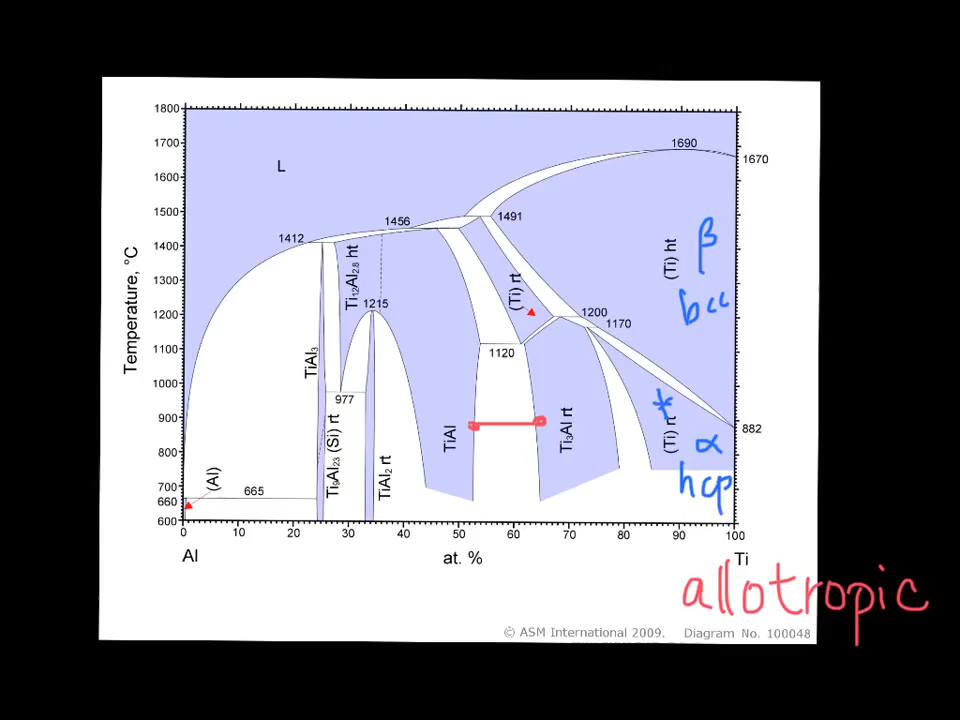 1800
1700
1600
1500
1400
1300
1200
1100
1000
900
800
700
660
600
Temperature, °C
L
1690
1670
1491
1456
1412
1215
1200
1170
1120
977
882
665
(Al)
TiAl₃
Ti₉Al₂₃ (Si) rt
Ti₁₂Al₂.₈ ht
TiAl₂ rt
TiAl
(Ti) rt
Ti₃Al rt
(Ti) ht
β
bcc
(Ti) rt
α
hcp
0 10 20 30 40 50 60 70 80 90 100
Al at. % Ti
allotropic
© ASM International 2009. Diagram No. 100048